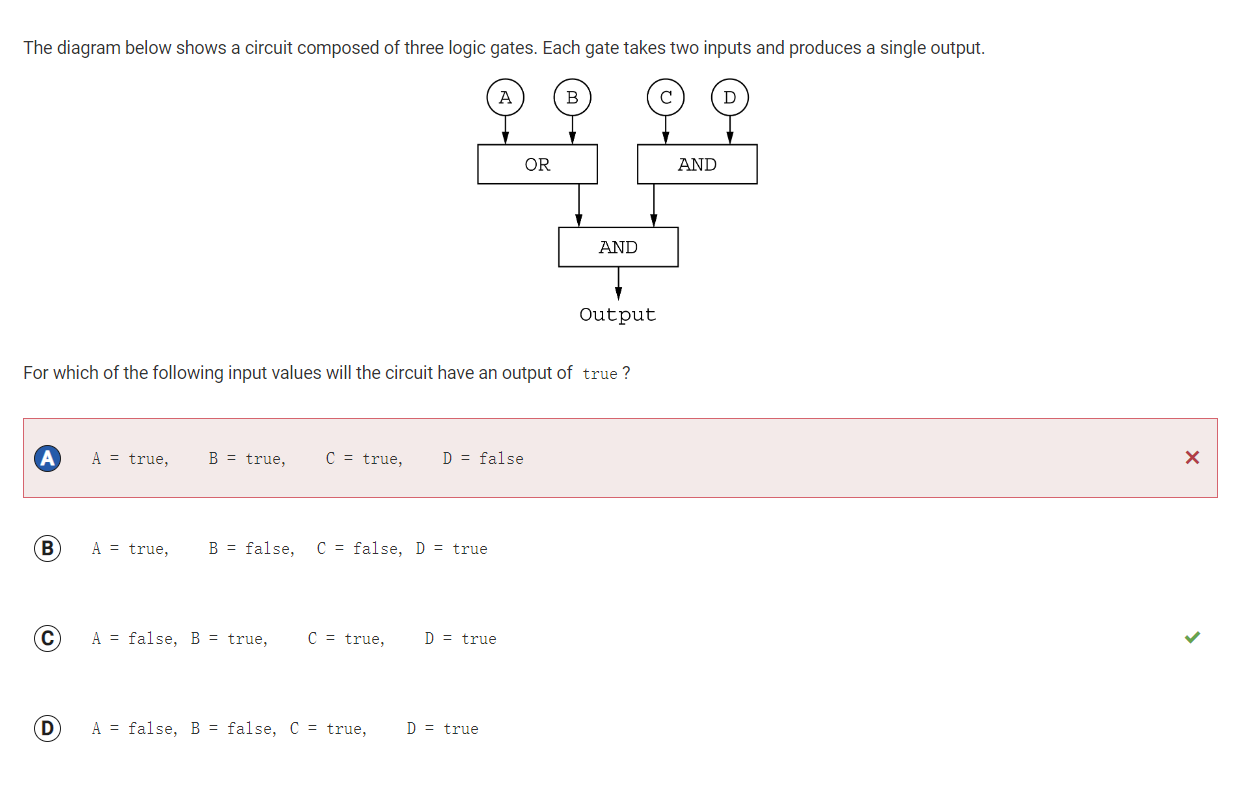 The diagram below shows a circuit composed of three logic gates. Each gate takes two inputs and produces a single output.
A B C D
OR AND
AND
Output
For which of the following input values will the circuit have an output of true ?
A A = true, B = true, C = true, D = false
B A = true, B = false, C = false, D = true
C A = false, B = true, C = true, D = true
D A = false, B = false, C = true, D = true